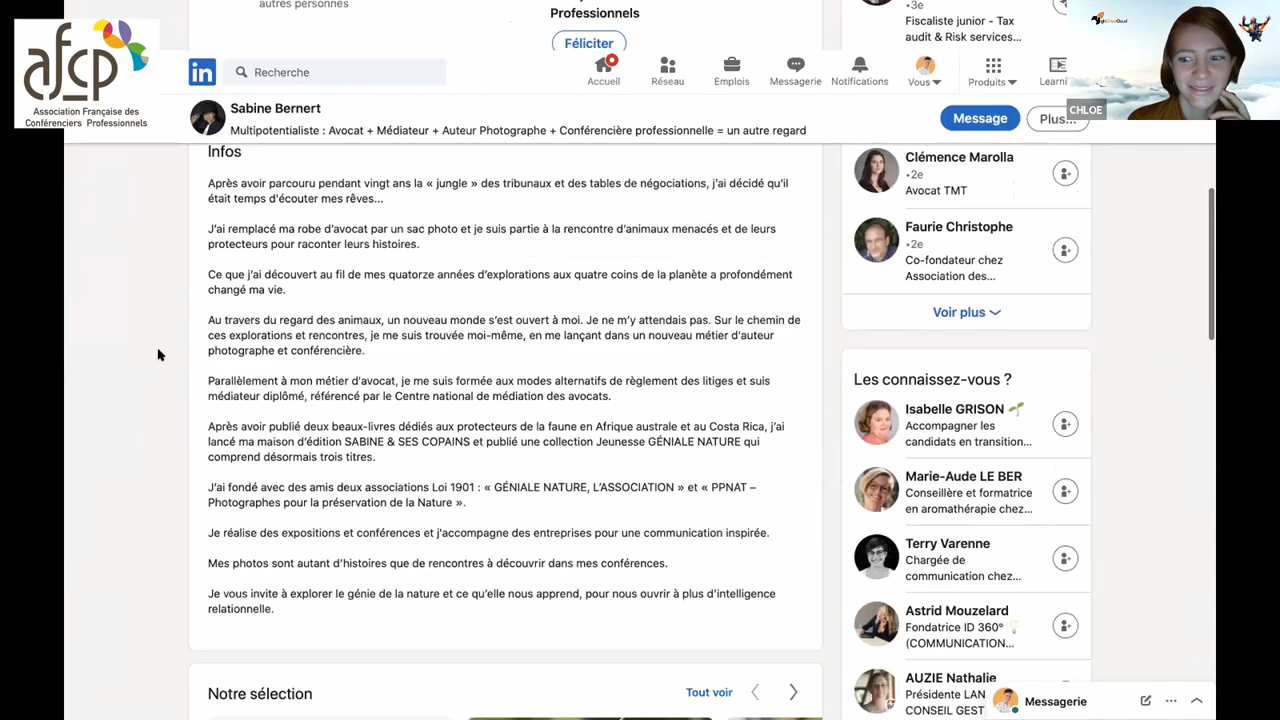 autres personnes
Professionnels
Féliciter
•3e
Fiscaliste junior - Tax
audit & Risk services...
afcp
Association Française des
Conférenciers Professionnels
in
Recherche
Accueil
Réseau
Emplois
Messagerie
Notifications
Vous
Produits
Learni
CHLOE
Sabine Bernert
Multipotentialiste : Avocat + Médiateur + Auteur Photographe + Conférencière professionnelle = un autre regard
Message
Plus...
Infos
Après avoir parcouru pendant vingt ans la « jungle » des tribunaux et des tables de négociations, j'ai décidé qu'il
était temps d'écouter mes rêves...
J'ai remplacé ma robe d'avocat par un sac photo et je suis partie à la rencontre d'animaux menacés et de leurs
protecteurs pour raconter leurs histoires.
Ce que j'ai découvert au fil de mes quatorze années d'explorations aux quatre coins de la planète a profondément
changé ma vie.
Au travers du regard des animaux, un nouveau monde s'est ouvert à moi. Je ne m'y attendais pas. Sur le chemin de
ces explorations et rencontres, je me suis trouvée moi-même, en me lançant dans un nouveau métier d'auteur
photographe et conférencière.
Parallèlement à mon métier d'avocat, je me suis formée aux modes alternatifs de règlement des litiges et suis
médiateur diplômé, référencé par le Centre national de médiation des avocats.
Après avoir publié deux beaux-livres dédiés aux protecteurs de la faune en Afrique australe et au Costa Rica, j'ai
lancé ma maison d'édition SABINE & SES COPAINS et publié une collection Jeunesse GÉNIALE NATURE qui
comprend désormais trois titres.
J'ai fondé avec des amis deux associations Loi 1901 : « GÉNIALE NATURE, L'ASSOCIATION » et « PPNAT –
Photographes pour la préservation de la Nature ».
Je réalise des expositions et conférences et j'accompagne des entreprises pour une communication inspirée.
Mes photos sont autant d'histoires que de rencontres à découvrir dans mes conférences.
Je vous invite à explorer le génie de la nature et ce qu'elle nous apprend, pour nous ouvrir à plus d'intelligence
relationnelle.
Notre sélection
Tout voir
Clémence Marolla
•2e
Avocat TMT
Faurie Christophe
•2e
Co-fondateur chez
Association des...
Voir plus
Les connaissez-vous ?
Isabelle GRISON
Accompagner les
candidats en transition...
Marie-Aude LE BER
Conseillère et formatrice
en aromathérapie chez...
Terry Varenne
Chargée de
communication chez...
Astrid Mouzelard
Fondatrice ID 360°
(COMMUNICATION...
AUZIE Nathalie
Présidente LAN
CONSEIL GEST
Messagerie